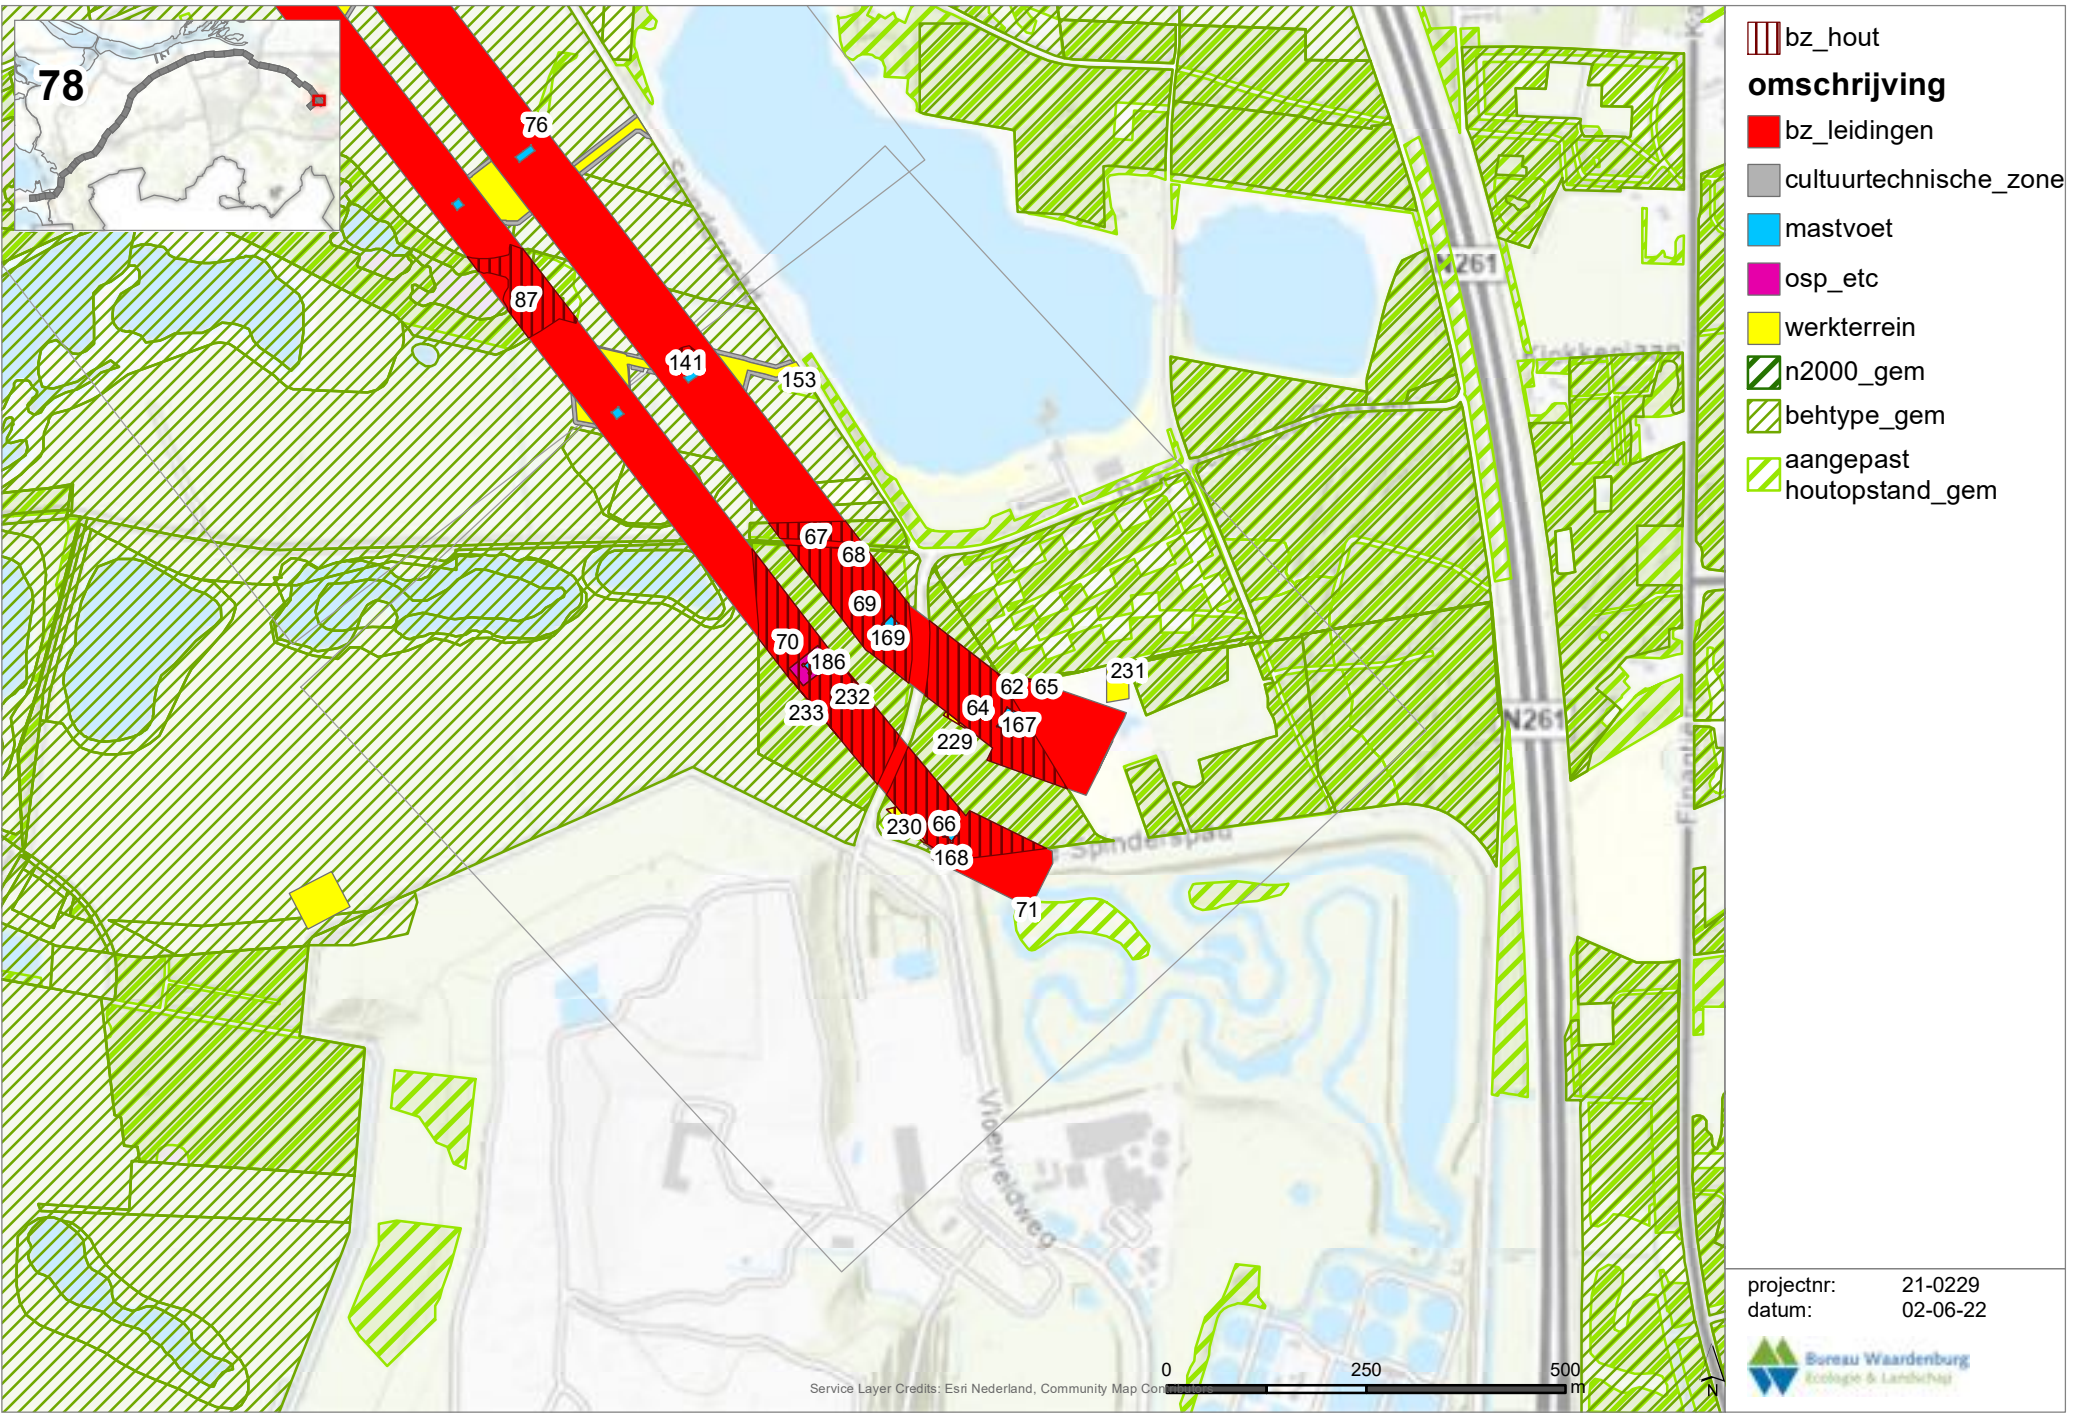 78
76
87
141
153
67
68
69
169
70
186
232
233
62
65
231
64
167
229
230
66
168
71
N261
N261
Spinderspad
Spinderspad
Vloerveldweg
0
250
500
m
Service Layer Credits: Esri Nederland, Community Map Contributors
N
bz_hout
omschrijving
bz_leidingen
cultuurtechnische_zone
mastvoet
osp_etc
werkterrein
n2000_gem
behtype_gem
aangepast
houtopstand_gem
projectnr: 21-0229
datum: 02-06-22
Bureau Waardenburg
Ecologie & Landschap